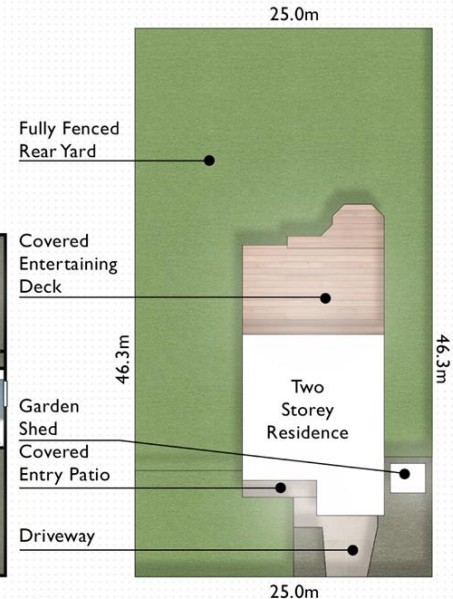 25.0m
Fully Fenced
Rear Yard
Covered
Entertaining
Deck
46.3m
46.3m
Two
Storey
Residence
Garden
Shed
Covered
Entry Patio
Driveway
25.0m